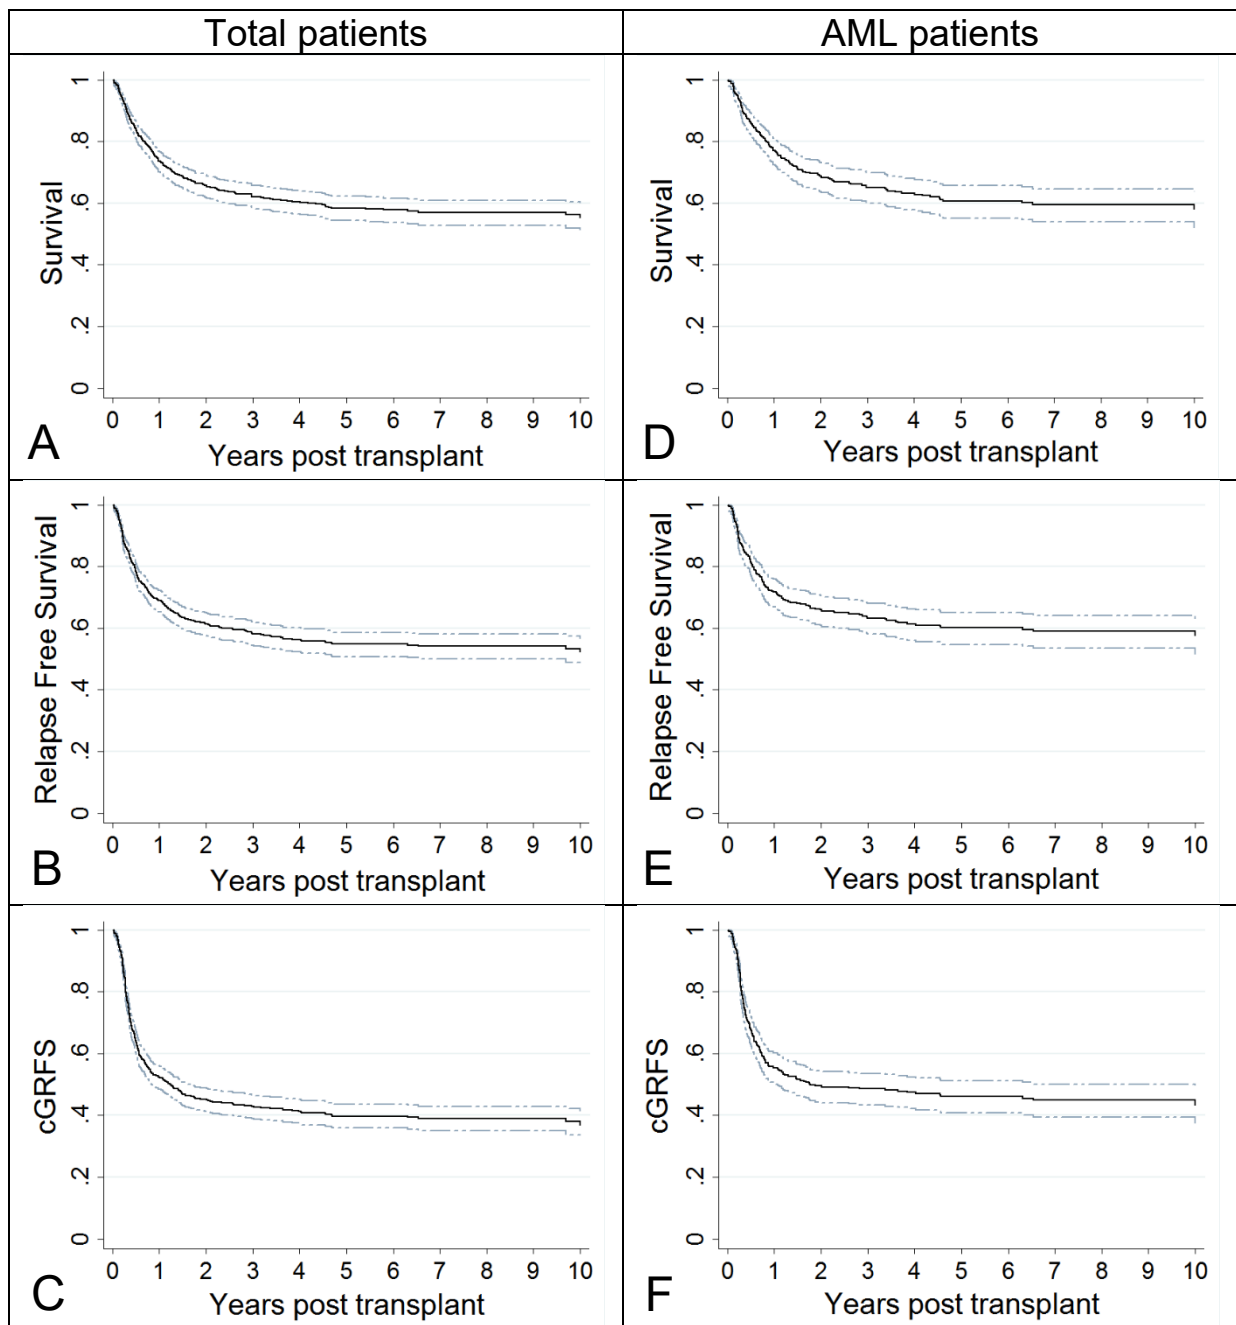 Total patients
AML patients
Survival
1
.8
.6
.4
.2
0
0 1 2 3 4 5 6 7 8 9 10
Years post transplant
A
Survival
1
.8
.6
.4
.2
0
0 1 2 3 4 5 6 7 8 9 10
Years post transplant
D
Relapse Free Survival
1
.8
.6
.4
.2
0
0 1 2 3 4 5 6 7 8 9 10
Years post transplant
B
Relapse Free Survival
1
.8
.6
.4
.2
0
0 1 2 3 4 5 6 7 8 9 10
Years post transplant
E
cGRFS
1
.8
.6
.4
.2
0
0 1 2 3 4 5 6 7 8 9 10
Years post transplant
C
cGRFS
1
.8
.6
.4
.2
0
0 1 2 3 4 5 6 7 8 9 10
Years post transplant
F